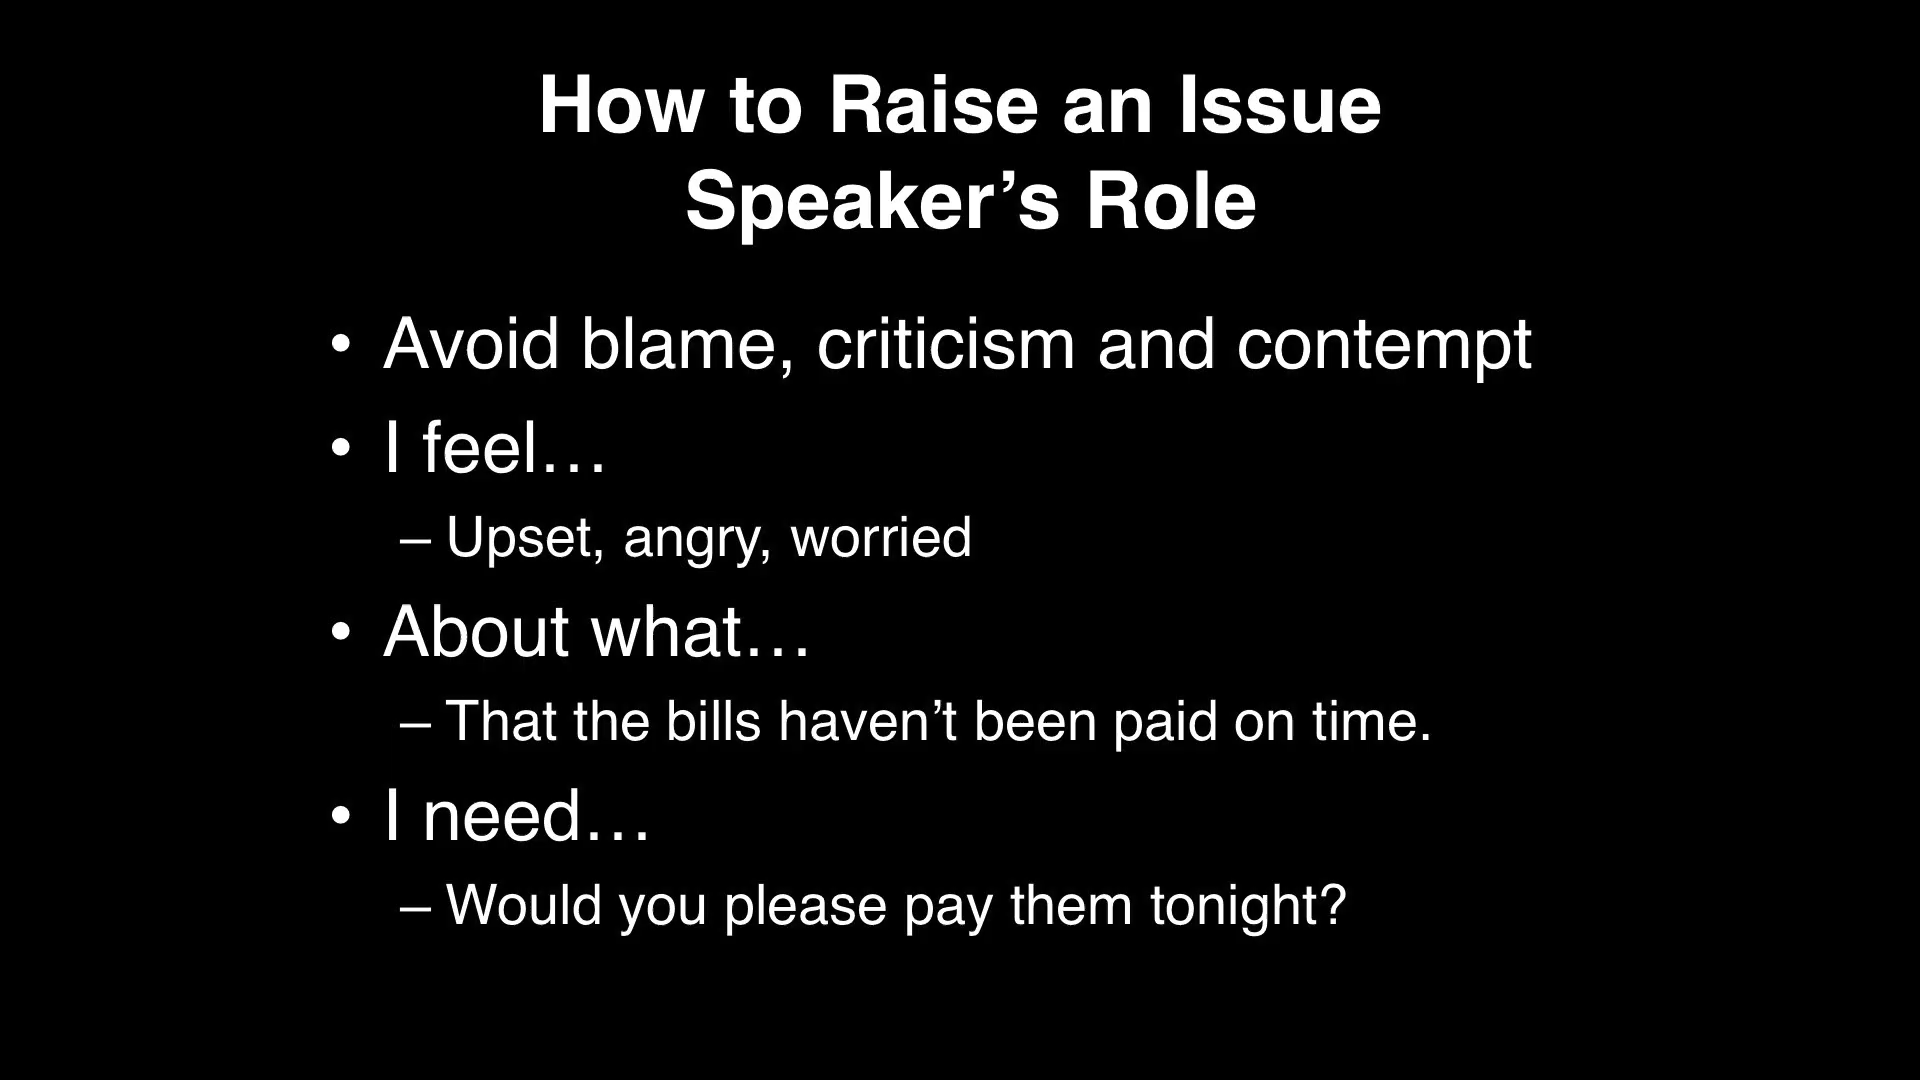 How to Raise an Issue
Speaker’s Role
• Avoid blame, criticism and contempt
• I feel…
– Upset, angry, worried
• About what…
– That the bills haven’t been paid on time.
• I need…
– Would you please pay them tonight?